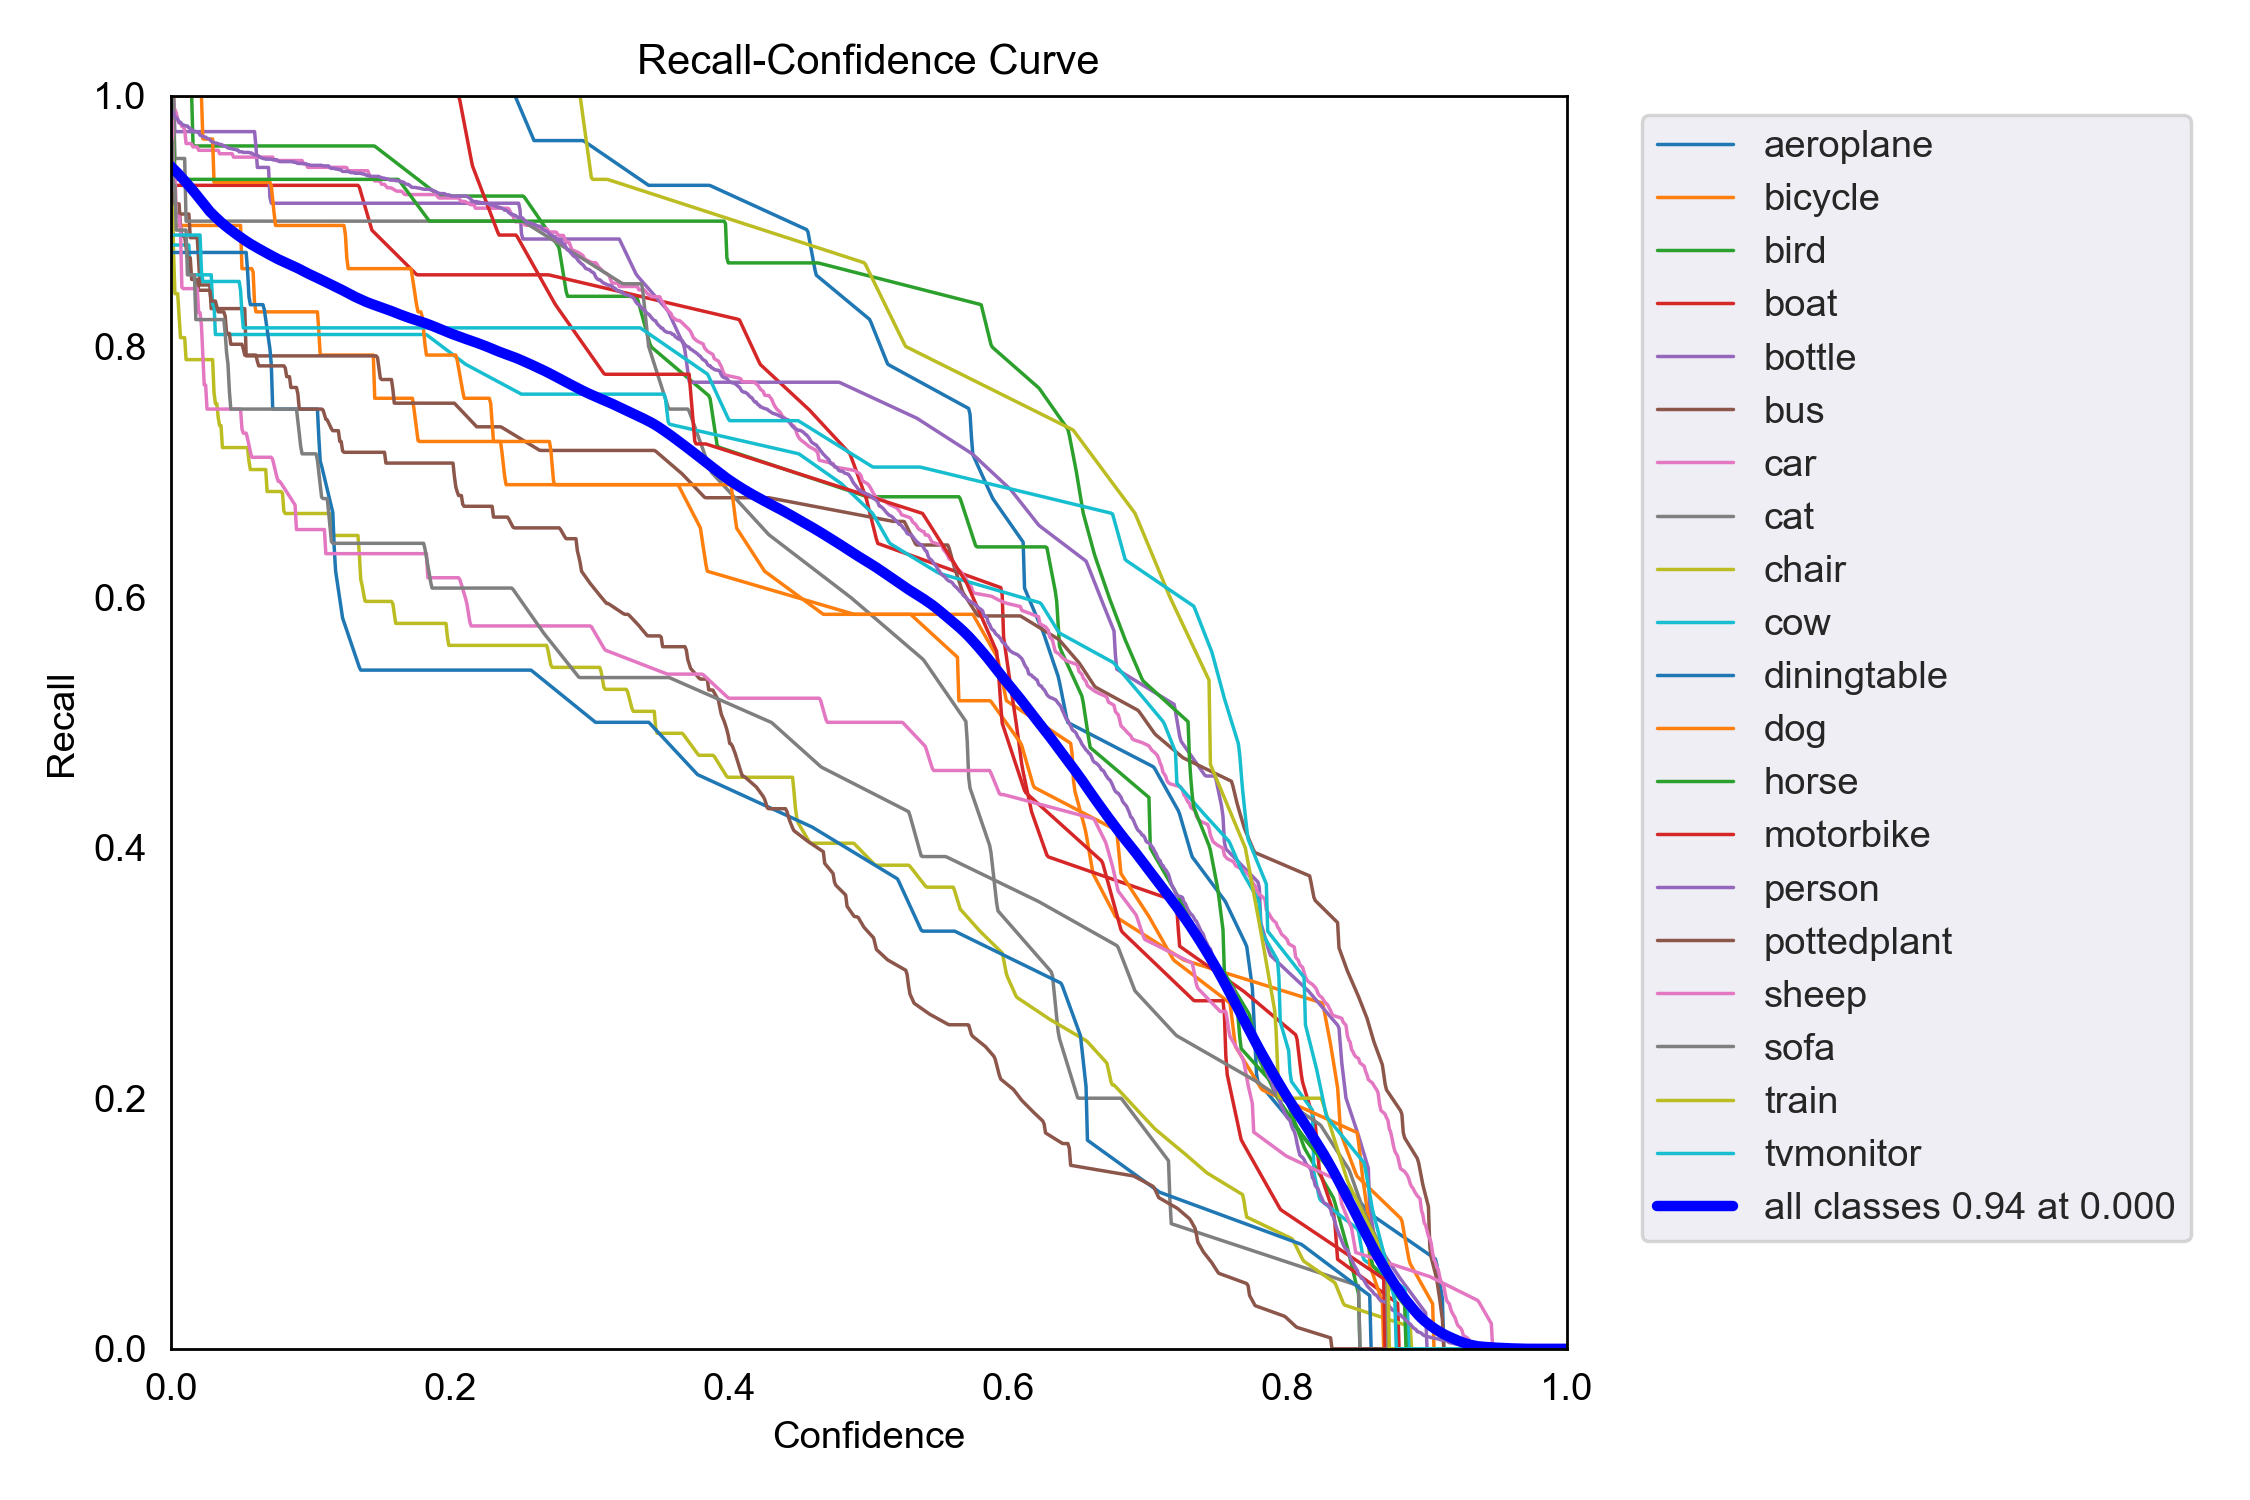 Recall-Confidence Curve
1.0
0.8
0.6
0.4
0.2
0.0
Recall
0.0 0.2 0.4 0.6 0.8 1.0
Confidence
aeroplane
bicycle
bird
boat
bottle
bus
car
cat
chair
cow
diningtable
dog
horse
motorbike
person
pottedplant
sheep
sofa
train
tvmonitor
all classes 0.94 at 0.000